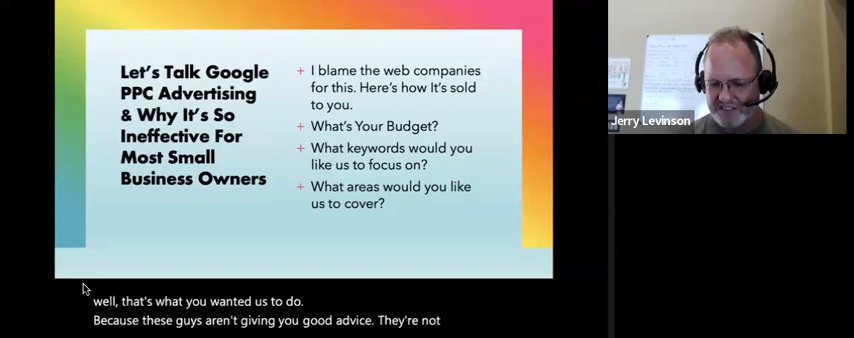 Let's Talk Google
PPC Advertising
& Why It's So
Ineffective For
Most Small
Business Owners
+ I blame the web companies
for this. Here's how It's sold
to you.
+ What's Your Budget?
+ What keywords would you
like us to focus on?
+ What areas would you like
us to cover?
Jerry Levinson
well, that's what you wanted us to do.
Because these guys aren't giving you good advice. They're not